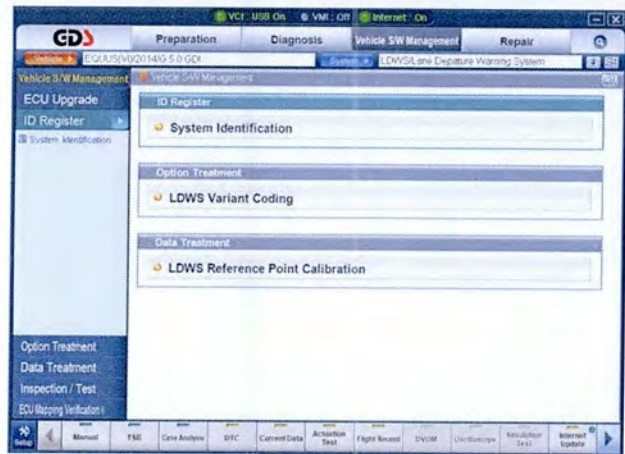 VCI : USB On VMI : Off Internet : On
GDS Preparation Diagnosis Vehicle S/W Management Repair
Vehicle EQUUS(VI)/2014/G 5.0 GDI System LDWS/Lane Depature Warning System
Vehicle S/W Management
Vehicle S/W Management
ECU Upgrade
ID Register
System Identification
ID Register
System Identification
Option Treatment
LDWS Variant Coding
Data Treatment
LDWS Reference Point Calibration
Option Treatment
Data Treatment
Inspection / Test
ECU Mapping Verification
Setup Manual TSB Case Analysis DTC Current Data Actuation Test Flight Record DVOM Oscilloscope Simulation Test Internet Update